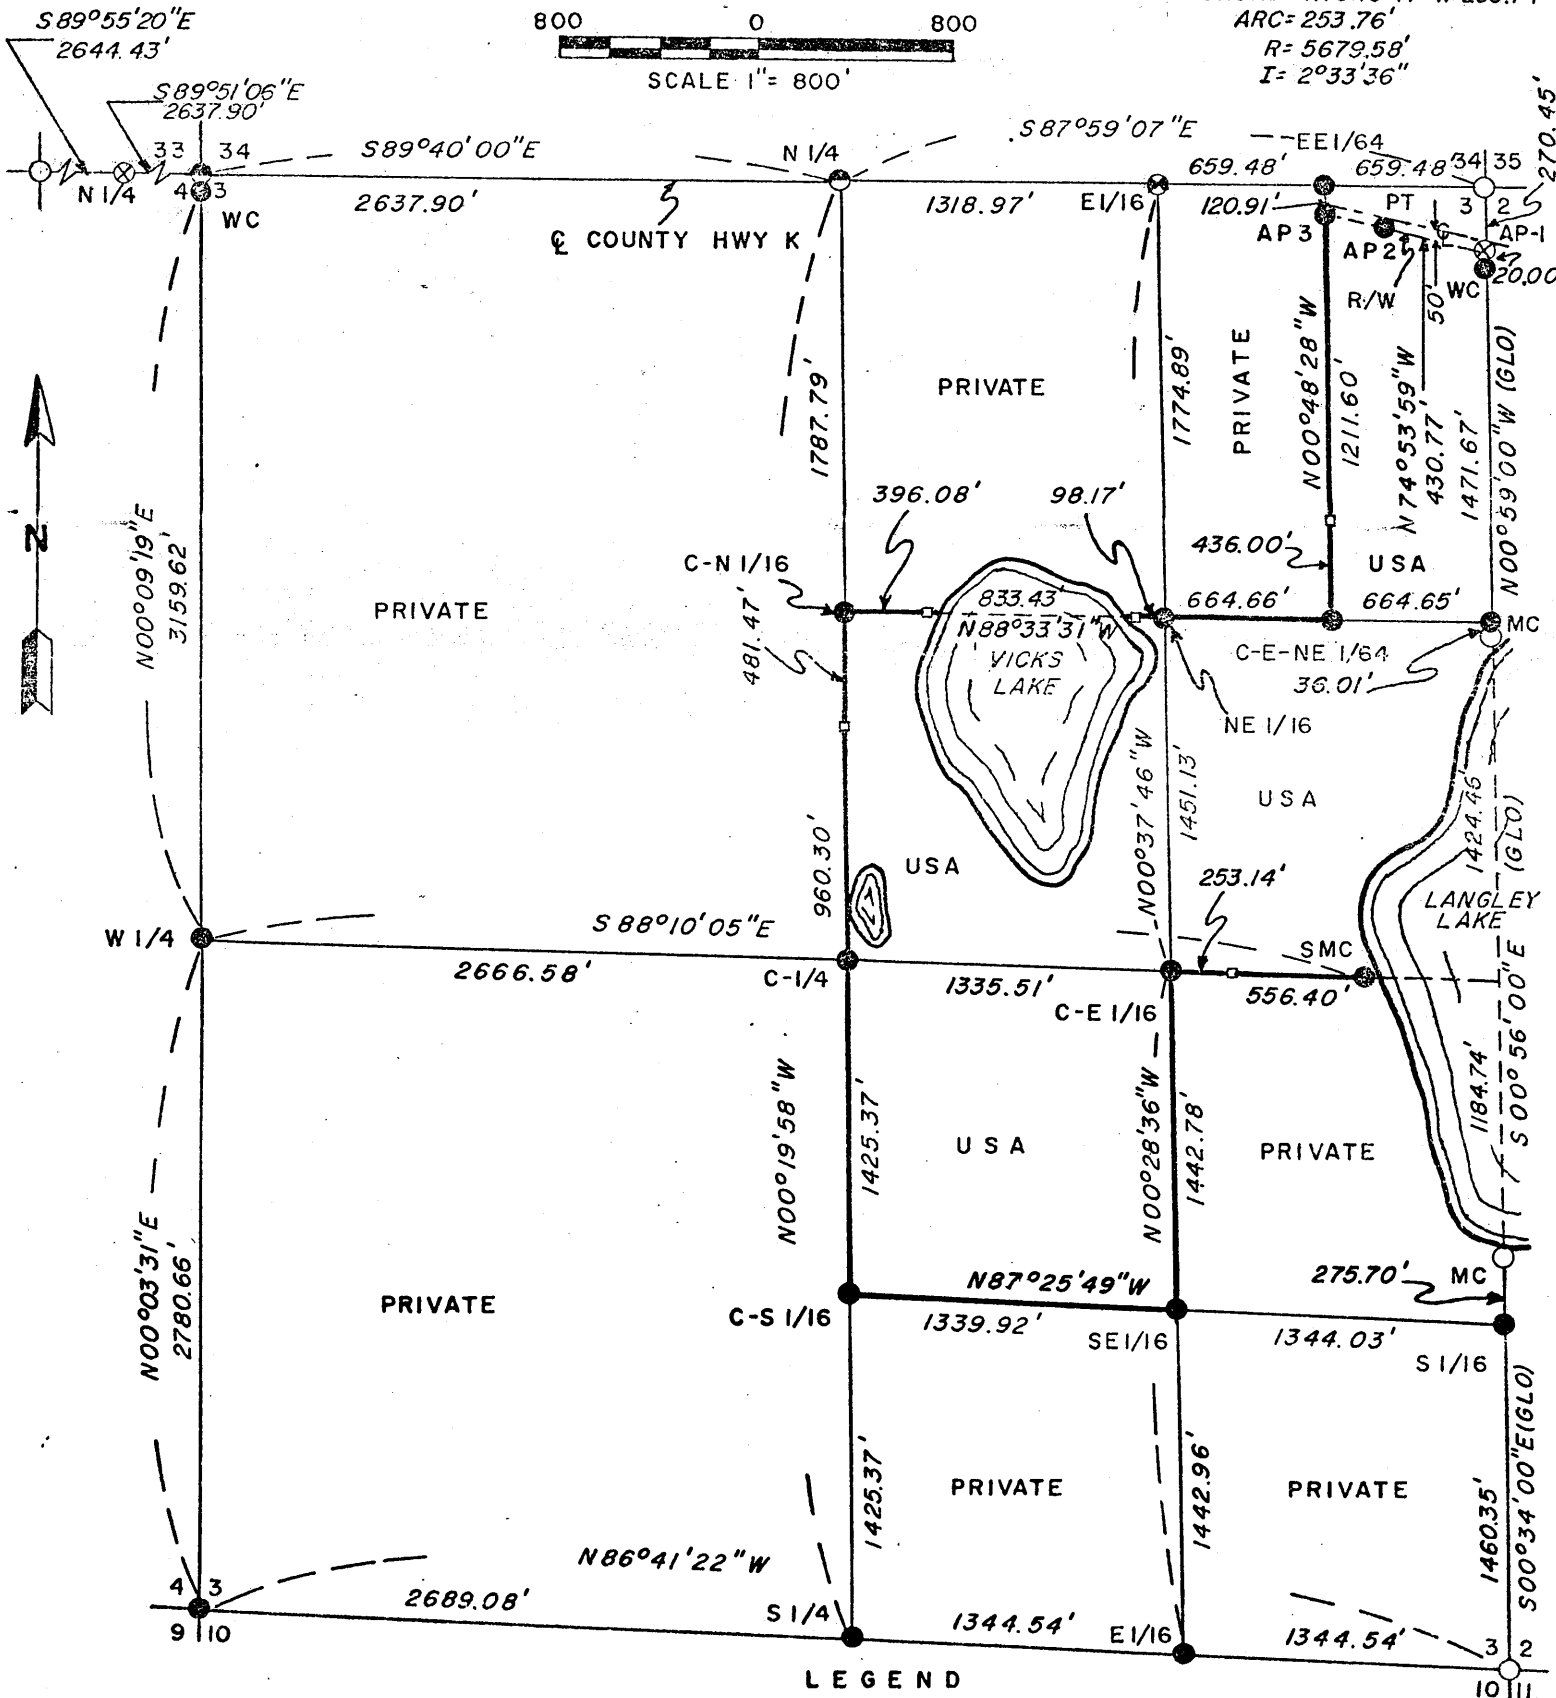 S89°55'20"E
2644.43'
800 0 800
SCALE 1"= 800'
ARC= 253.76'
R= 5679.58'
I= 2°33'36"
S89°51'06"E
2637.90'
270.45'
33 34
S89°40'00"E
N 1/4
S87°59'07"E
EE1/64
659.48'
659.48'
34 35
N 1/4
4 3
WC
2637.90'
1318.97'
E1/16
120.91'
PT
3 2
℄ COUNTY HWY K
AP 3
AP2
℄
AP-1
20.00
R/W
50'
WC
N00°09'19"E
3159.62'
1787.79'
PRIVATE
1774.89'
PRIVATE
N00°48'28"W
1211.60'
N74°53'59"W
430.77'
1471.67'
N00°59'00"W (GLO)
N
396.08'
98.17'
436.00'
USA
C-N 1/16
PRIVATE
481.47'
833.43'
N88°33'31"W
VICKS
LAKE
664.66'
664.65'
MC
C-E-NE 1/64
36.01'
NE 1/16
N00°37'46"W
1451.13'
USA
1424.46'
960.30'
USA
253.14'
LANGLEY
LAKE
S00°56'00"E (GLO)
W 1/4
S 88°10'05"E
2666.58'
C-1/4
1335.51'
C-E 1/16
SMC
556.40'
N00°19'58"W
1425.37'
USA
N00°28'36"W
1442.78'
PRIVATE
1184.74'
N00°03'31"E
2780.66'
PRIVATE
N87°25'49"W
275.70'
MC
C-S 1/16
1339.92'
SE1/16
1344.03'
S 1/16
1425.37'
PRIVATE
1442.96'
PRIVATE
1460.35'
S00°34'00"E(GLO)
N86°41'22"W
4 3
9 10
2689.08'
S 1/4
1344.54'
E 1/16
1344.54'
3 2
10 11
LEGEND